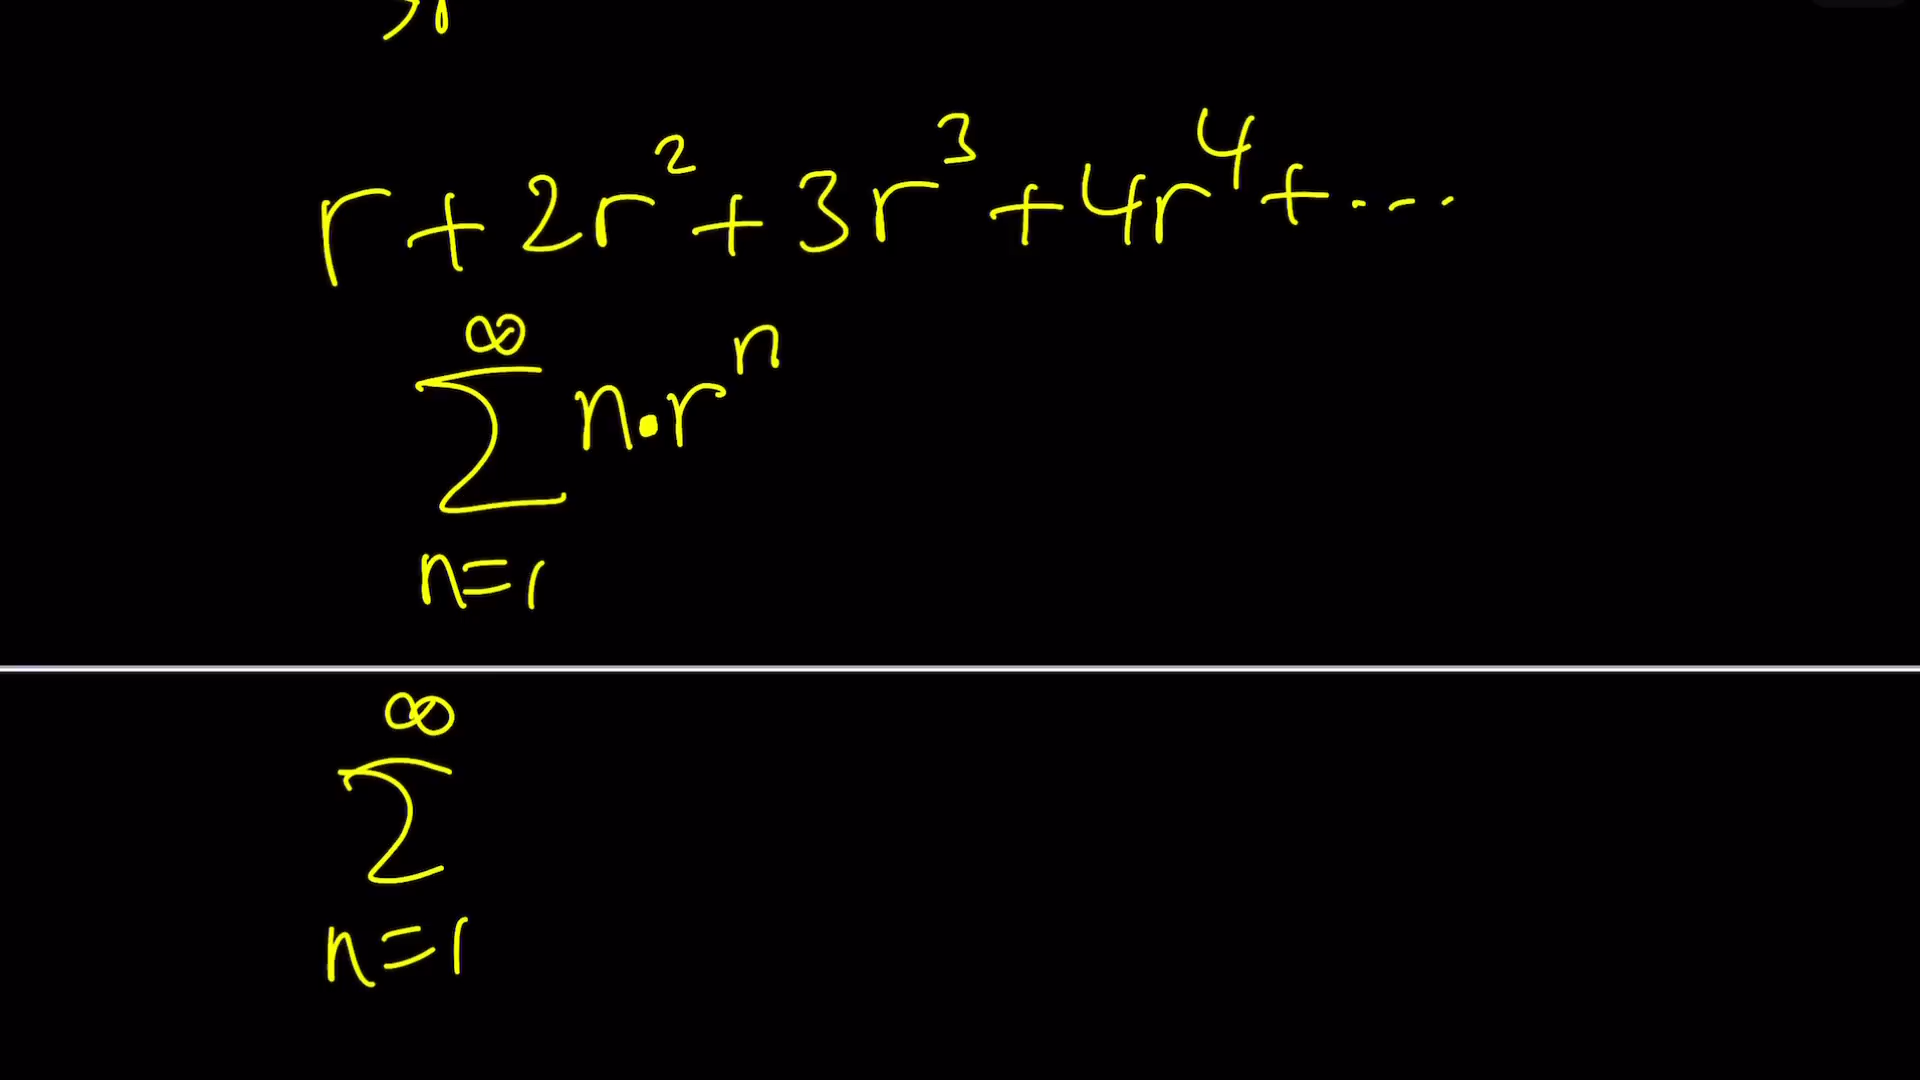 r + 2r² + 3r³ + 4r⁴ + ...
∞
∑ n · rⁿ
n=1
∞
∑
n=1